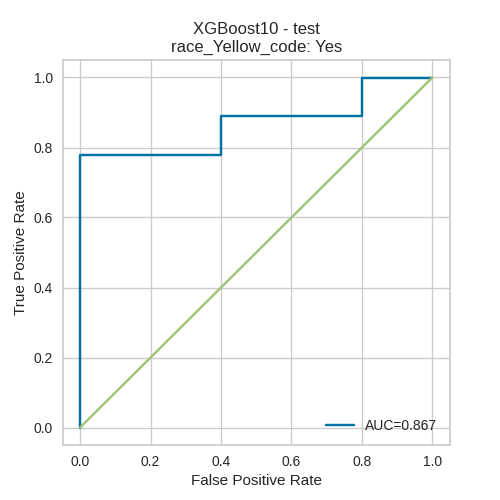 XGBoost10 - test
race_Yellow_code: Yes
True Positive Rate
1.0
0.8
0.6
0.4
0.2
0.0
AUC=0.867
0.0 0.2 0.4 0.6 0.8 1.0
False Positive Rate